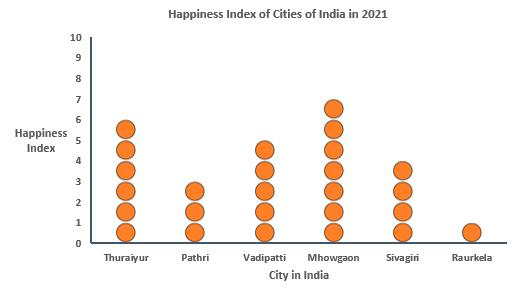 Happiness Index of Cities of India in 2021
10
9
8
7
6
5
4
3
2
1
0
Happiness
Index
Thuraiyur Pathri Vadipatti Mhowgaon Sivagiri Raurkela
City in India